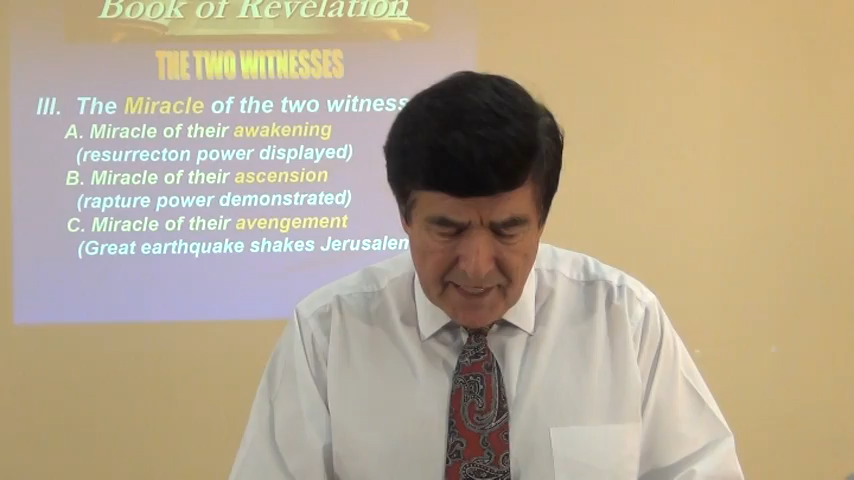 Book of Revelation
THE TWO WITNESSES
III. The Miracle of the two witness
A. Miracle of their awakening
(resurrecton power displayed)
B. Miracle of their ascension
(rapture power demonstrated)
C. Miracle of their avengement
(Great earthquake shakes Jerusalem